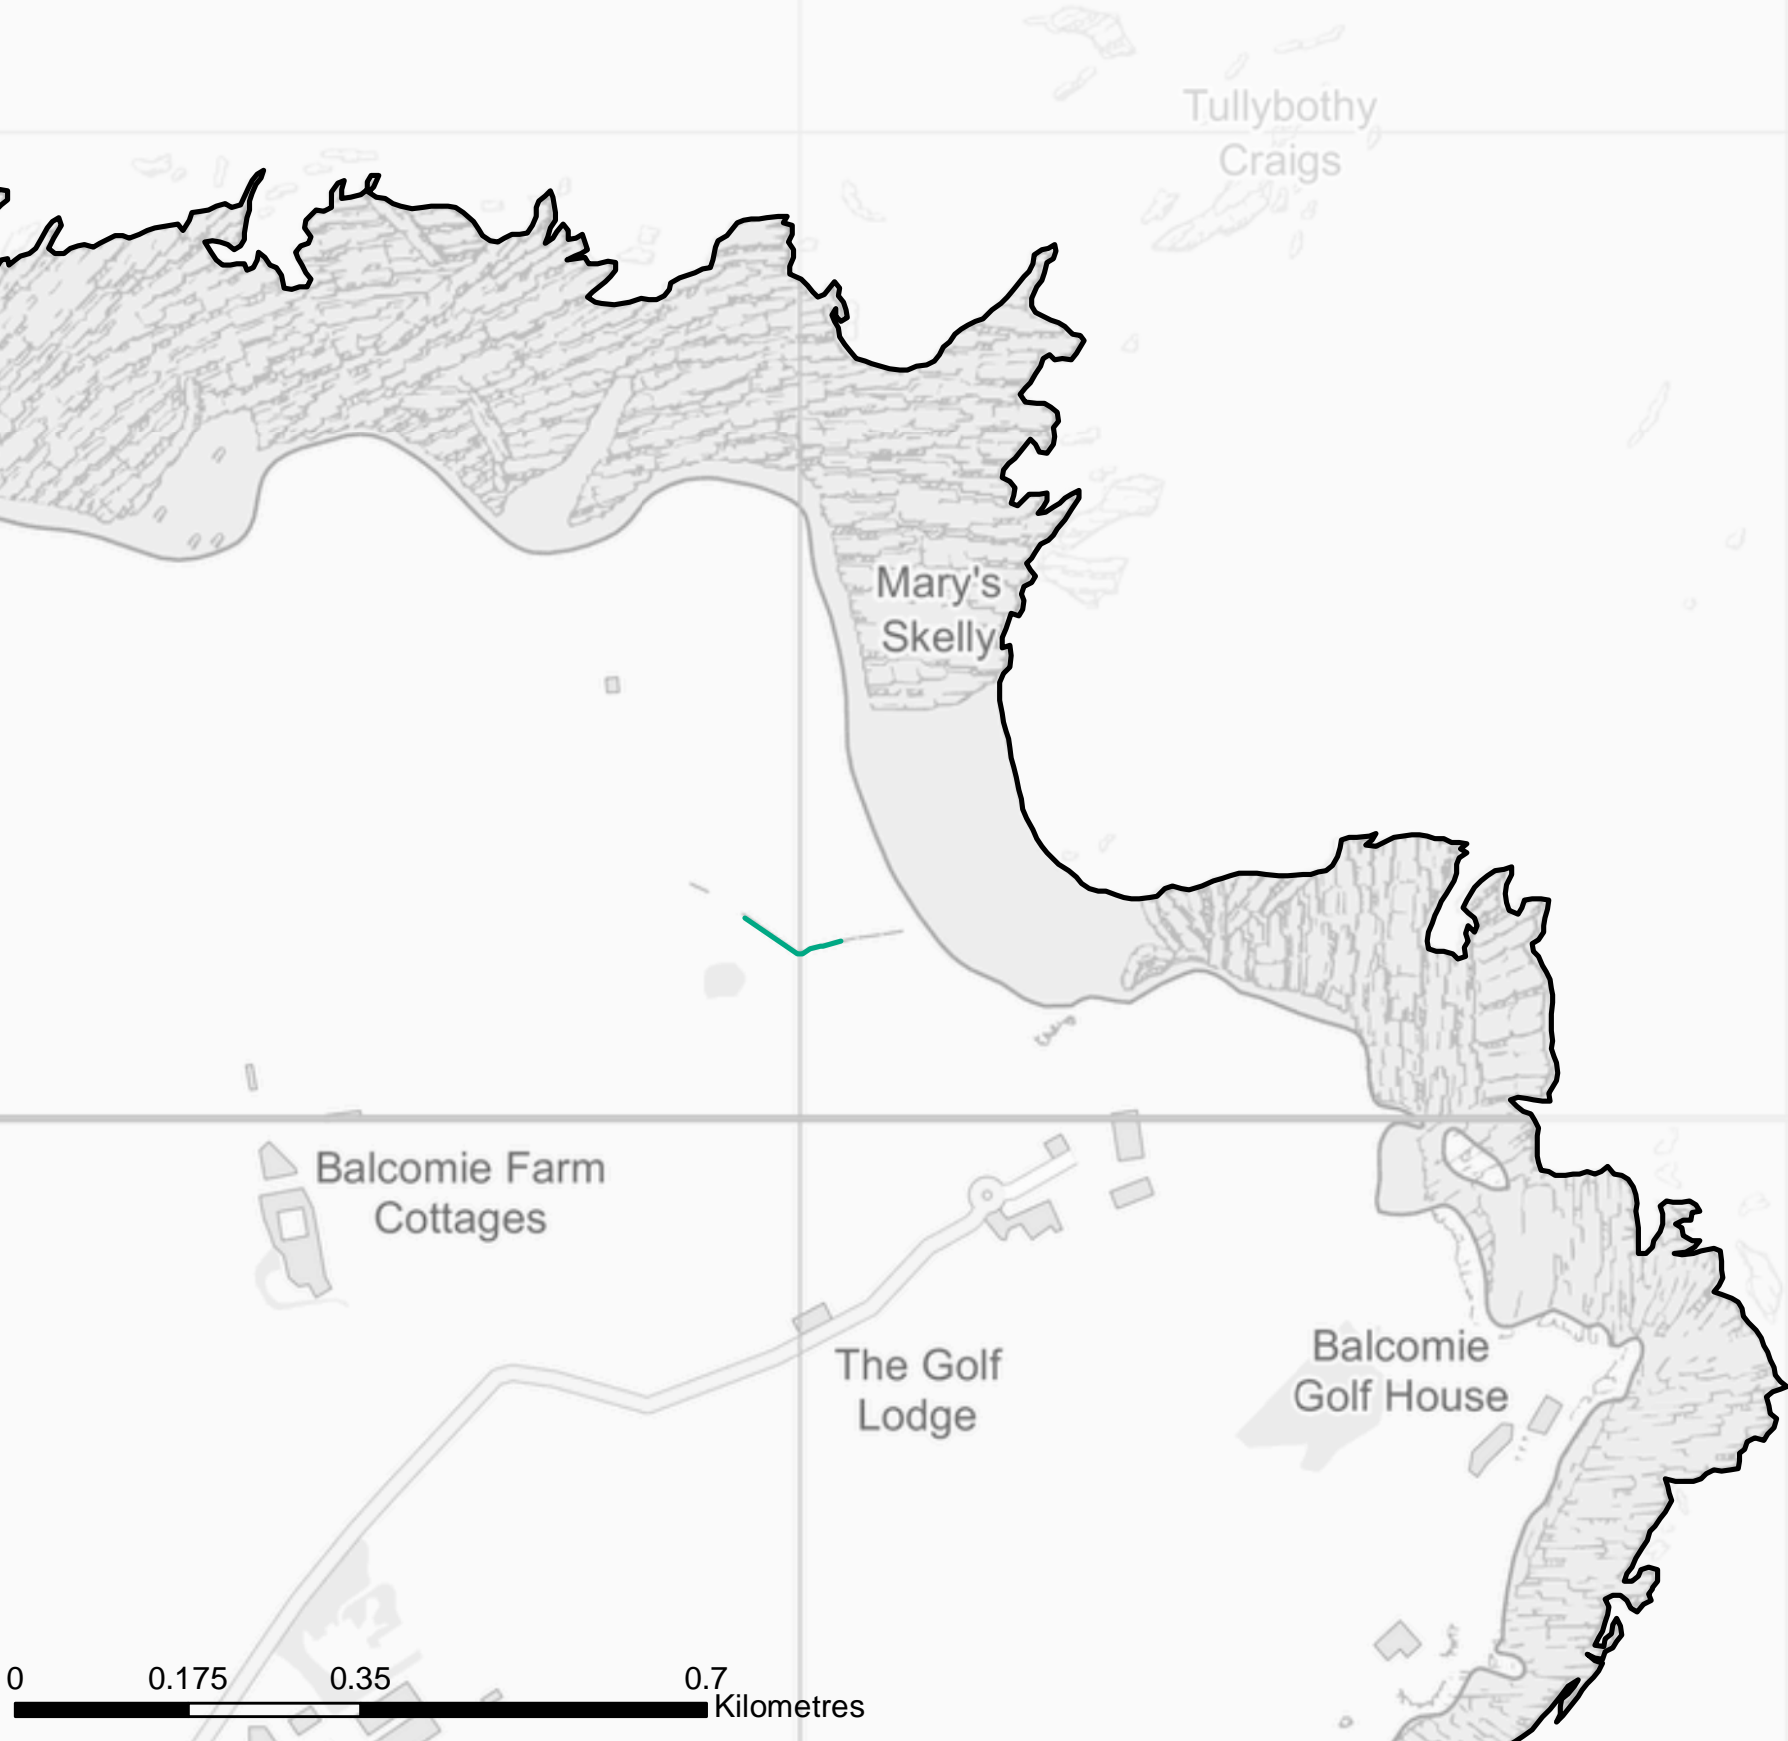 Tullybothy
Craigs
Mary's
Skelly
Balcomie Farm
Cottages
The Golf
Lodge
Balcomie
Golf House
0 0.175 0.35 0.7
Kilometres